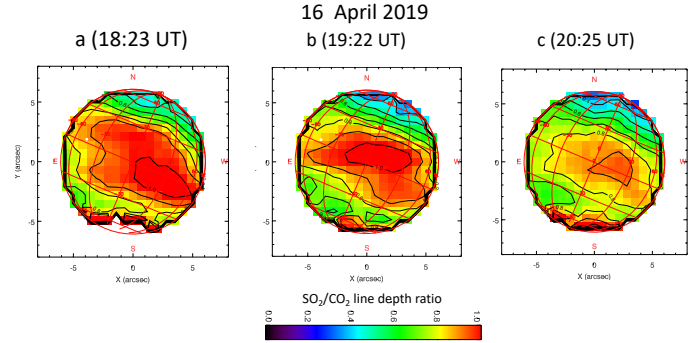 16 April 2019
a (18:23 UT)
b (19:22 UT)
c (20:25 UT)
N
N
N
5
0
-5
E
W
S
Y (arcsec)
-5 0 5
X (arcsec)
5
0
-5
E
W
S
-5 0 5
X (arcsec)
5
0
-5
E
W
S
-5 0 5
X (arcsec)
SO₂/CO₂ line depth ratio
0.0 0.2 0.4 0.6 0.8 1.0